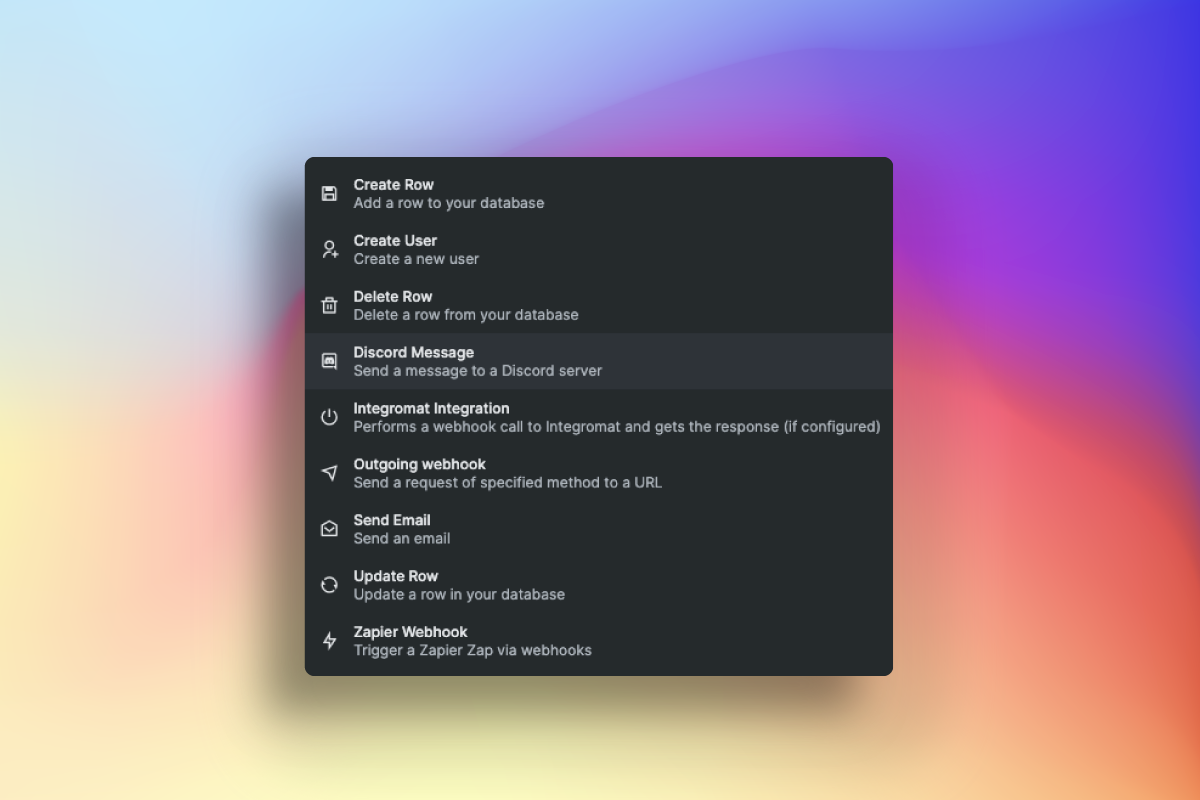 Create Row
Add a row to your database
Create User
Create a new user
Delete Row
Delete a row from your database
Discord Message
Send a message to a Discord server
Integromat Integration
Performs a webhook call to Integromat and gets the response (if configured)
Outgoing webhook
Send a request of specified method to a URL
Send Email
Send an email
Update Row
Update a row in your database
Zapier Webhook
Trigger a Zapier Zap via webhooks